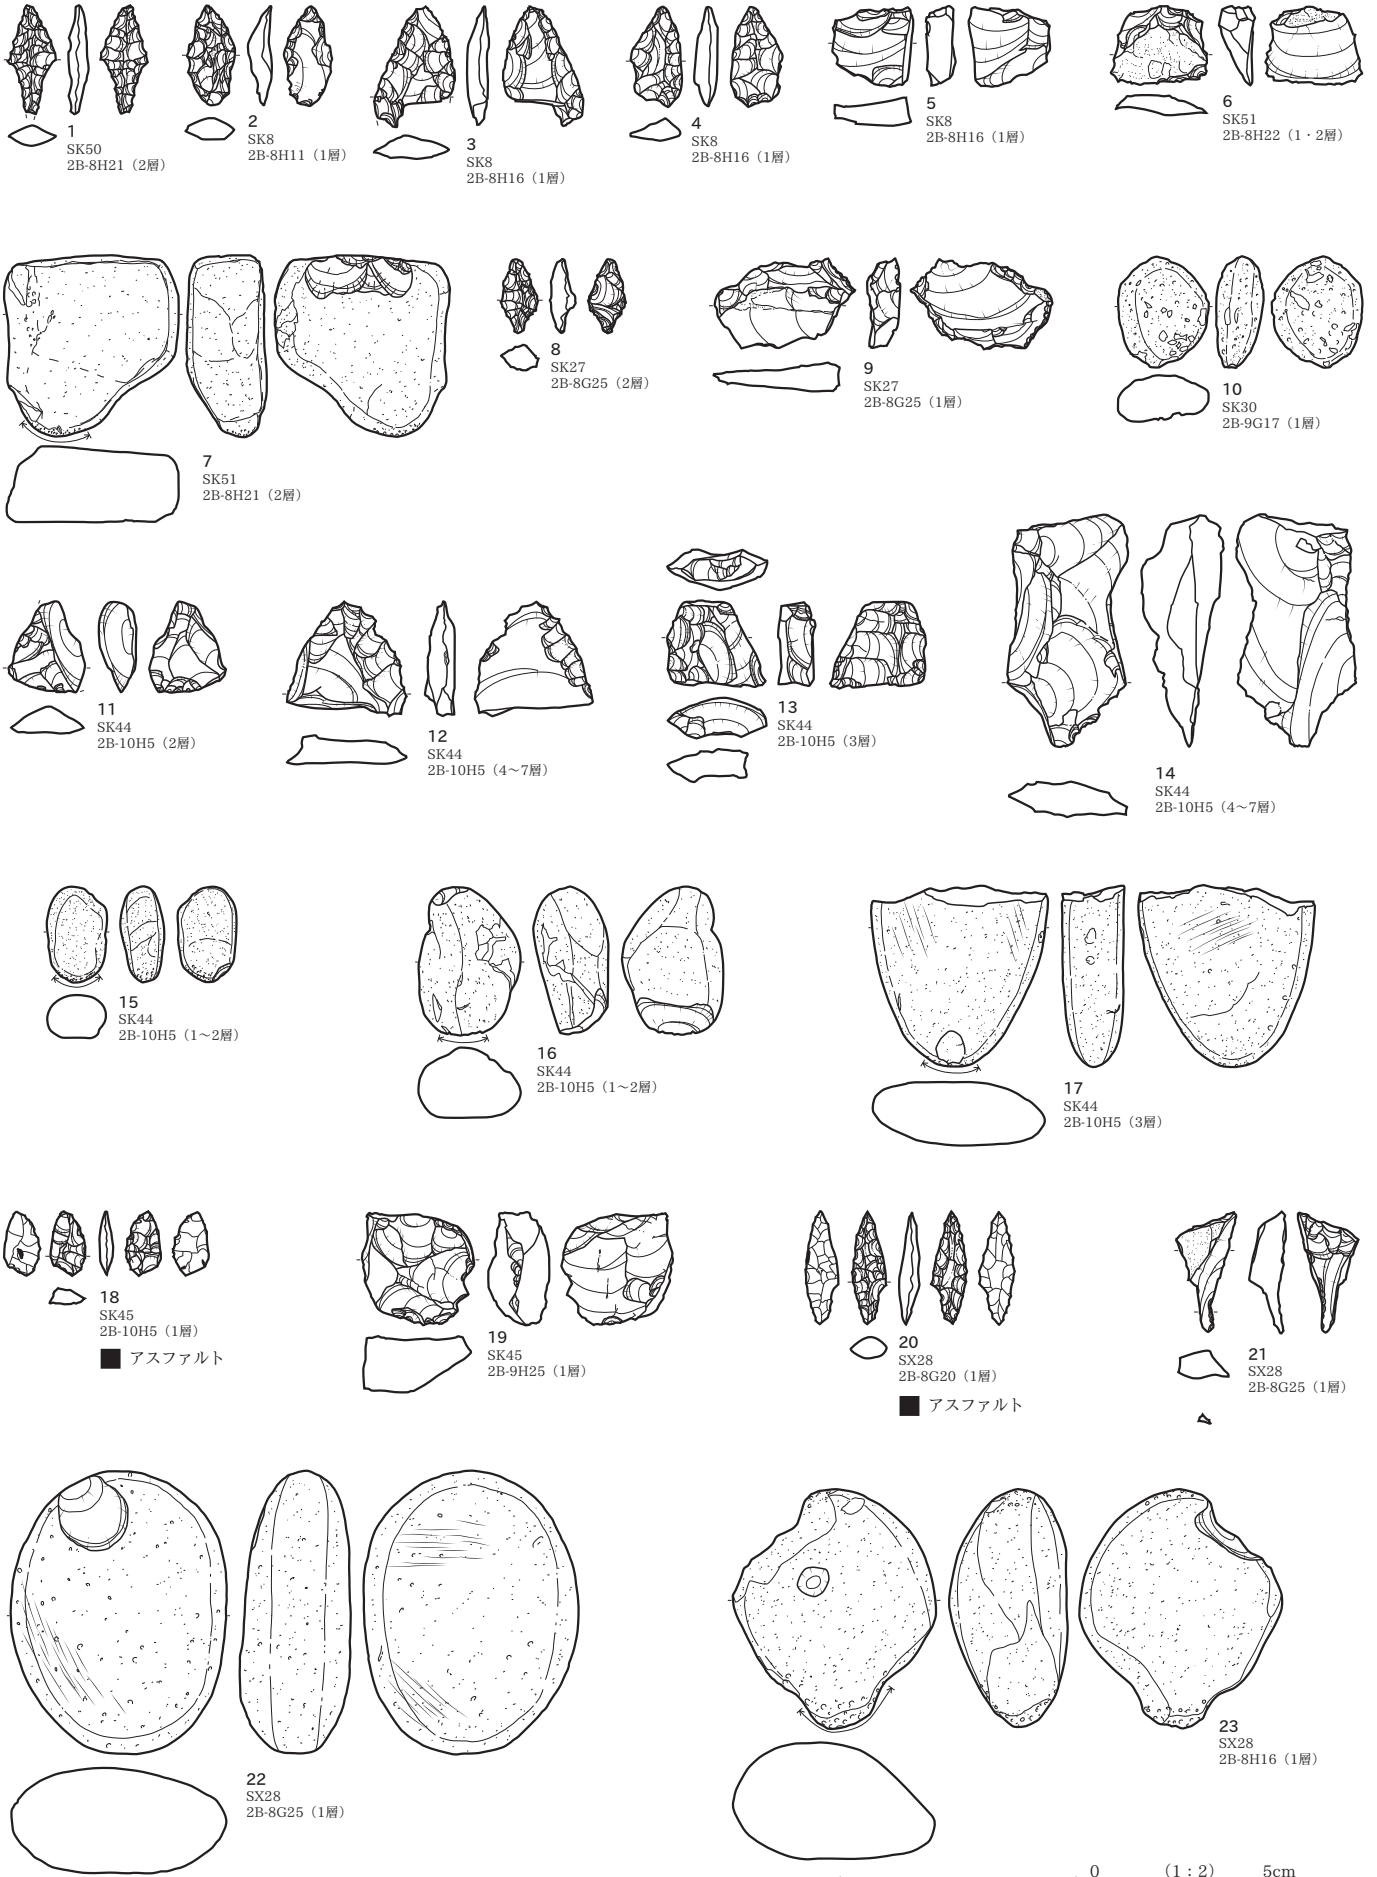 1
SK50
2B-8H21（2層）
2
SK8
2B-8H11（1層）
3
SK8
2B-8H16（1層）
4
SK8
2B-8H16（1層）
5
SK8
2B-8H16（1層）
6
SK51
2B-8H22（1・2層）
7
SK51
2B-8H21（2層）
8
SK27
2B-8G25（2層）
9
SK27
2B-8G25（1層）
10
SK30
2B-9G17（1層）
11
SK44
2B-10H5（2層）
12
SK44
2B-10H5（4〜7層）
13
SK44
2B-10H5（3層）
14
SK44
2B-10H5（4〜7層）
15
SK44
2B-10H5（1〜2層）
16
SK44
2B-10H5（1〜2層）
17
SK44
2B-10H5（3層）
18
SK45
2B-10H5（1層）
アスファルト
19
SK45
2B-9H25（1層）
20
SX28
2B-8G20（1層）
アスファルト
21
SX28
2B-8G25（1層）
22
SX28
2B-8G25（1層）
23
SX28
2B-8H16（1層）
0 （1：2） 5cm